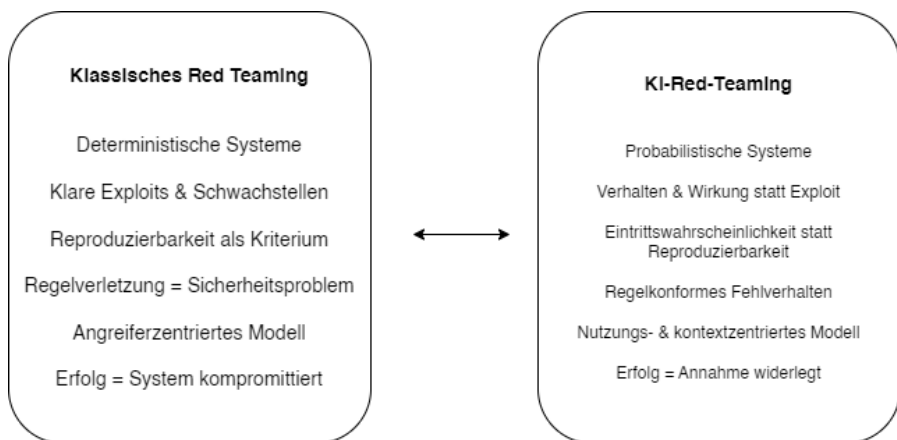 Klassisches Red Teaming
Deterministische Systeme
Klare Exploits & Schwachstellen
Reproduzierbarkeit als Kriterium
Regelverletzung = Sicherheitsproblem
Angreiferzentriertes Modell
Erfolg = System kompromittiert
KI-Red-Teaming
Probabilistische Systeme
Verhalten & Wirkung statt Exploit
Eintrittswahrscheinlichkeit statt
Reproduzierbarkeit
Regelkonformes Fehlverhalten
Nutzungs- & kontextzentriertes Modell
Erfolg = Annahme widerlegt